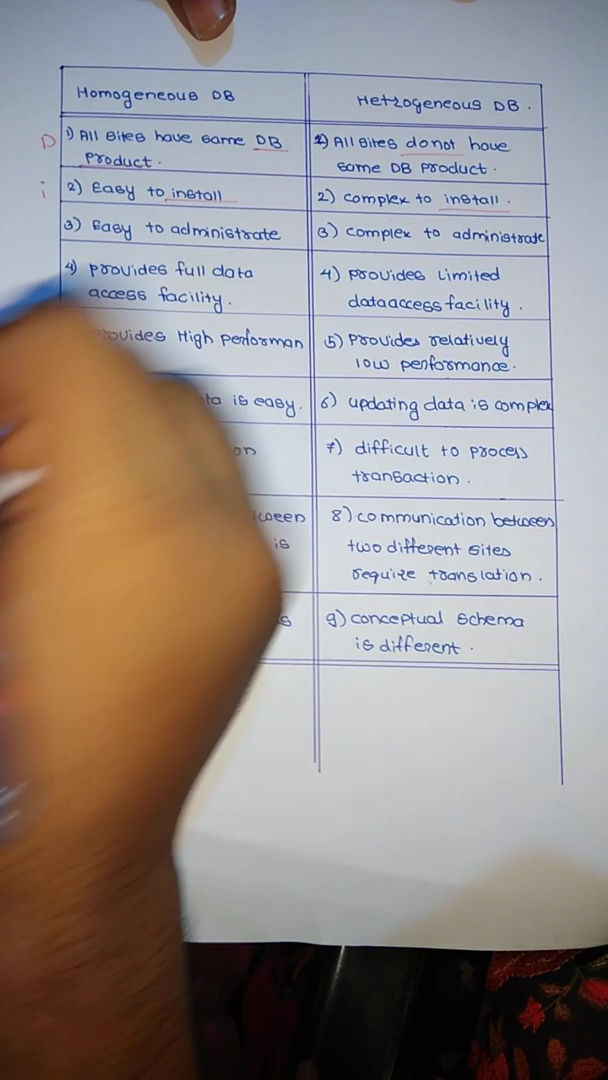 Homogeneous DB
Hetrogeneous DB.
D
1) All sites have same DB
product.
1) All sites donot have
same DB product.
i
2) Easy to install
2) complex to install.
3) Easy to administrate
3) complex to administrate
4) provides full data
access facility.
4) provides Limited
dataaccess facility.
High performan
5) provides relatively
low performance.
is easy.
6) updating data is complex
on
7) difficult to process
transaction.
is
8) communication between
two different sites
require translation.
9) conceptual schema
is different.